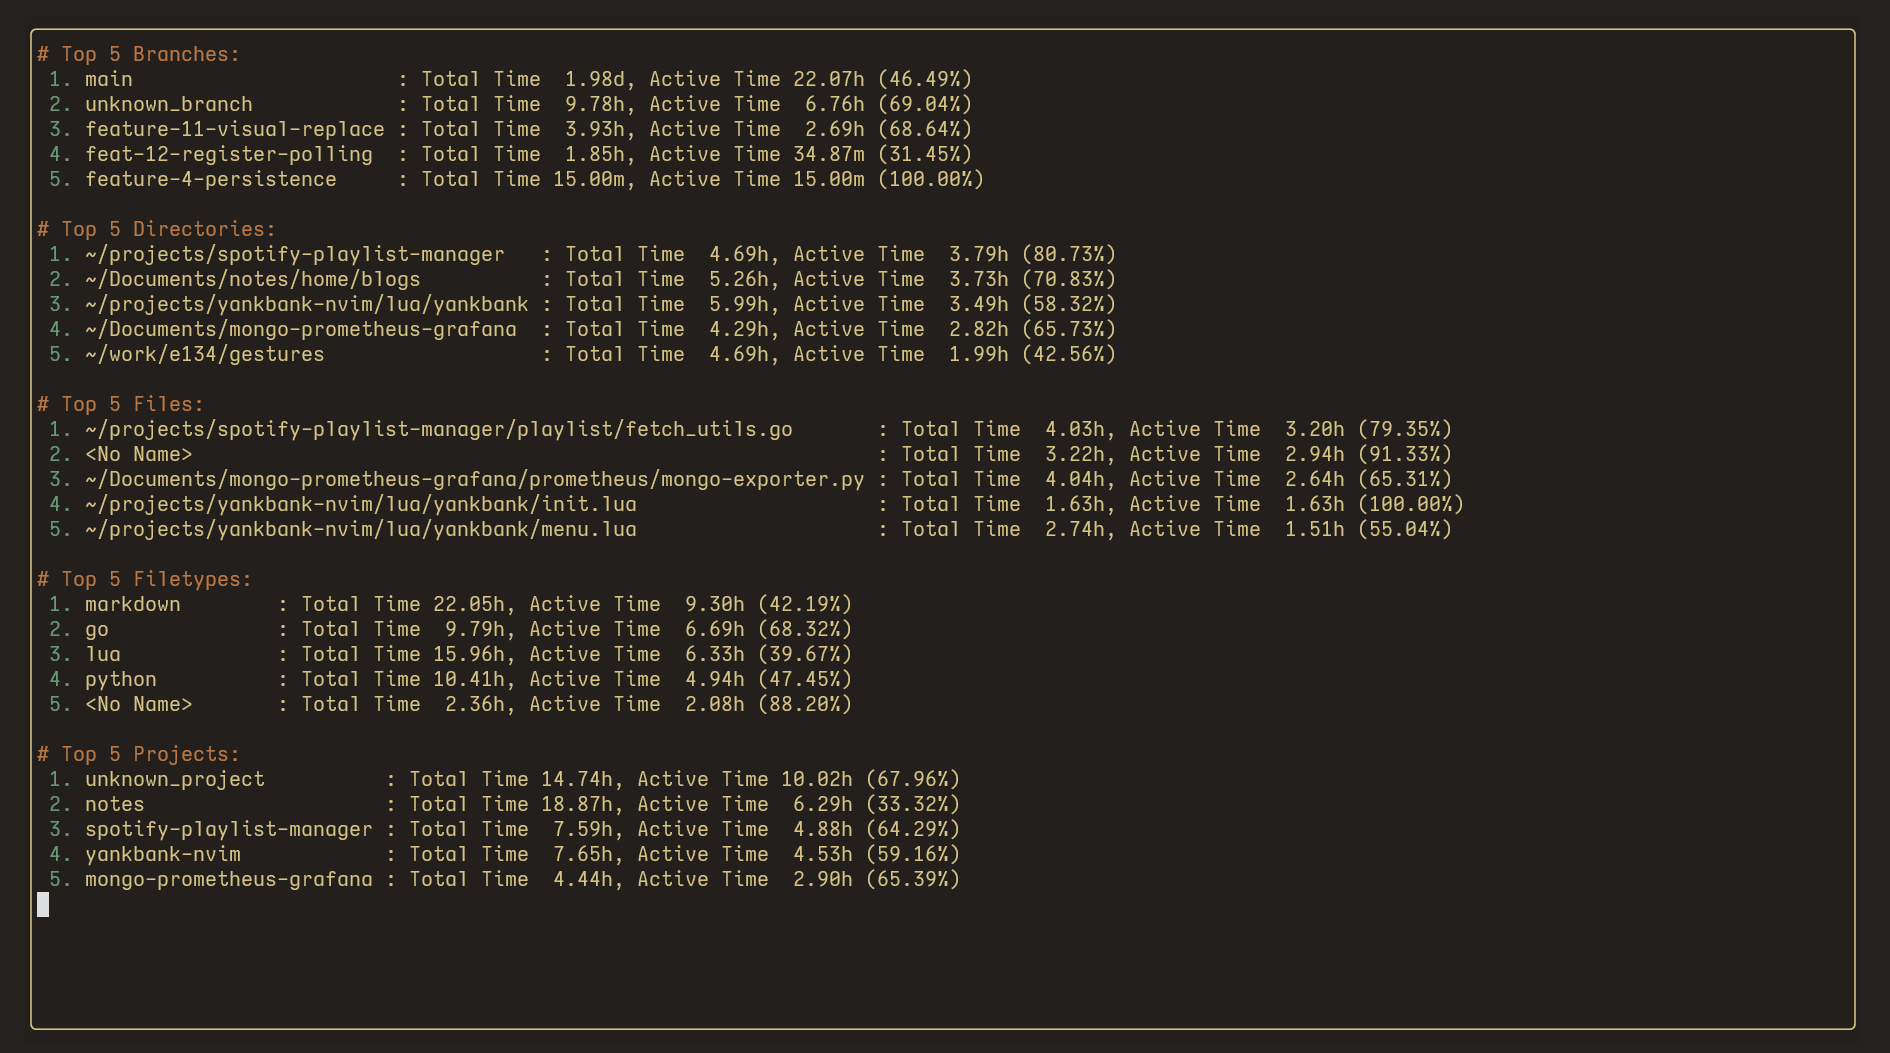 # Top 5 Branches:
 1. main                      : Total Time  1.98d, Active Time 22.07h (46.49%)
 2. unknown_branch            : Total Time  9.78h, Active Time  6.76h (69.04%)
 3. feature-11-visual-replace : Total Time  3.93h, Active Time  2.69h (68.64%)
 4. feat-12-register-polling  : Total Time  1.85h, Active Time 34.87m (31.45%)
 5. feature-4-persistence     : Total Time 15.00m, Active Time 15.00m (100.00%)

# Top 5 Directories:
 1. ~/projects/spotify-playlist-manager   : Total Time  4.69h, Active Time  3.79h (80.73%)
 2. ~/Documents/notes/home/blogs          : Total Time  5.26h, Active Time  3.73h (70.83%)
 3. ~/projects/yankbank-nvim/lua/yankbank : Total Time  5.99h, Active Time  3.49h (58.32%)
 4. ~/Documents/mongo-prometheus-grafana  : Total Time  4.29h, Active Time  2.82h (65.73%)
 5. ~/work/e134/gestures                  : Total Time  4.69h, Active Time  1.99h (42.56%)

# Top 5 Files:
 1. ~/projects/spotify-playlist-manager/playlist/fetch_utils.go       : Total Time  4.03h, Active Time  3.20h (79.35%)
 2. <No Name>                                                         : Total Time  3.22h, Active Time  2.94h (91.33%)
 3. ~/Documents/mongo-prometheus-grafana/prometheus/mongo-exporter.py : Total Time  4.04h, Active Time  2.64h (65.31%)
 4. ~/projects/yankbank-nvim/lua/yankbank/init.lua                    : Total Time  1.63h, Active Time  1.63h (100.00%)
 5. ~/projects/yankbank-nvim/lua/yankbank/menu.lua                    : Total Time  2.74h, Active Time  1.51h (55.04%)

# Top 5 Filetypes:
 1. markdown        : Total Time 22.05h, Active Time  9.30h (42.19%)
 2. go              : Total Time  9.79h, Active Time  6.69h (68.32%)
 3. lua             : Total Time 15.96h, Active Time  6.33h (39.67%)
 4. python          : Total Time 10.41h, Active Time  4.94h (47.45%)
 5. <No Name>       : Total Time  2.36h, Active Time  2.08h (88.20%)

# Top 5 Projects:
 1. unknown_project          : Total Time 14.74h, Active Time 10.02h (67.96%)
 2. notes                    : Total Time 18.87h, Active Time  6.29h (33.32%)
 3. spotify-playlist-manager : Total Time  7.59h, Active Time  4.88h (64.29%)
 4. yankbank-nvim            : Total Time  7.65h, Active Time  4.53h (59.16%)
 5. mongo-prometheus-grafana : Total Time  4.44h, Active Time  2.90h (65.39%)